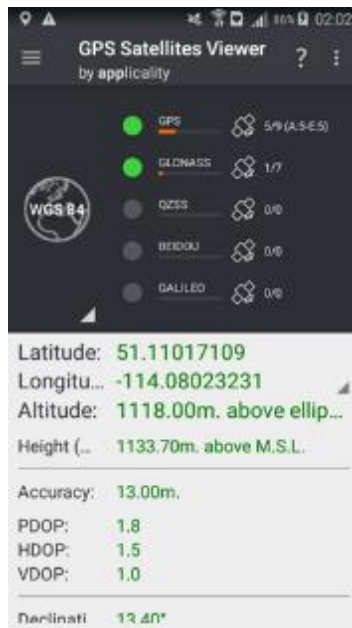 02:02
GPS Satellites Viewer
by applicality
?
GPS 5/9 (A:5-E:5)
GLONASS 1/7
WGS 84
QZSS 0/0
BEIDOU 0/0
GALILEO 0/0
Latitude: 51.11017109
Longitu... -114.08023231
Altitude: 1118.00m. above ellip...
Height (... 1133.70m. above M.S.L.
Accuracy: 13.00m.
PDOP: 1.8
HDOP: 1.5
VDOP: 1.0
Declinati 13.40°